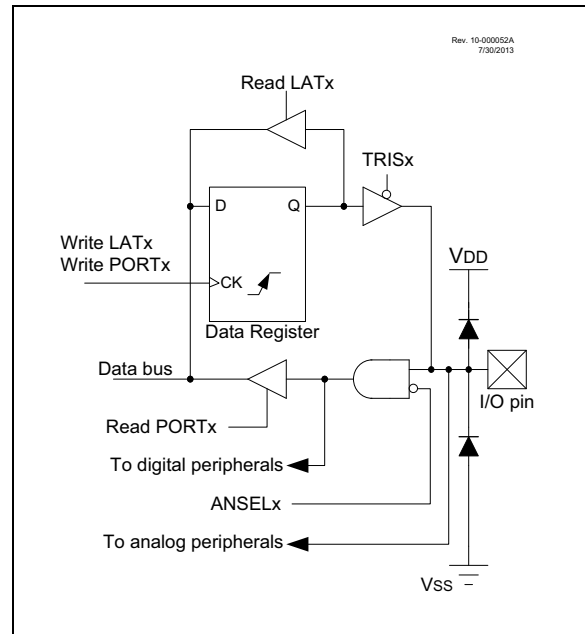 Rev. 10-000052A
7/30/2013
Read LATx
TRISx
D
Q
Write LATx
Write PORTx
CK
VDD
Data Register
Data bus
I/O pin
Read PORTx
To digital peripherals
ANSELx
To analog peripherals
Vss